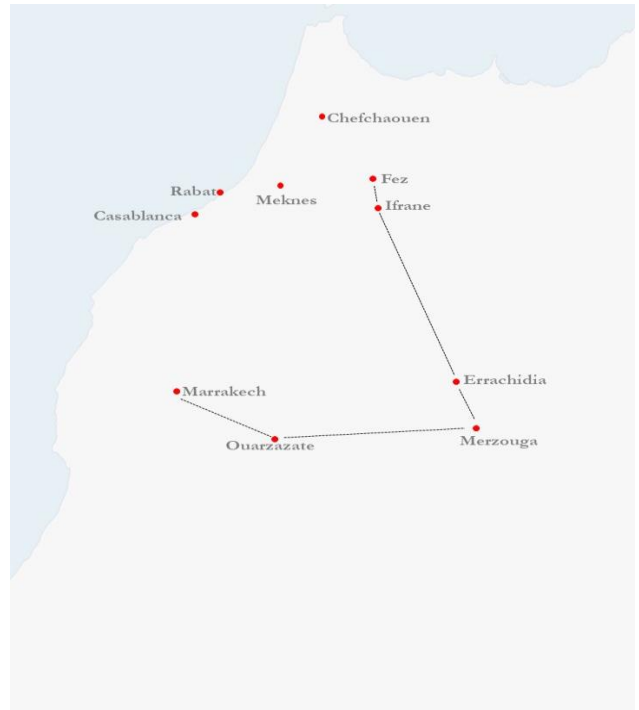 Chefchaouen
Fez
Rabat
Meknes
Ifrane
Casablanca
Errachidia
Marrakech
Merzouga
Ouarzazate